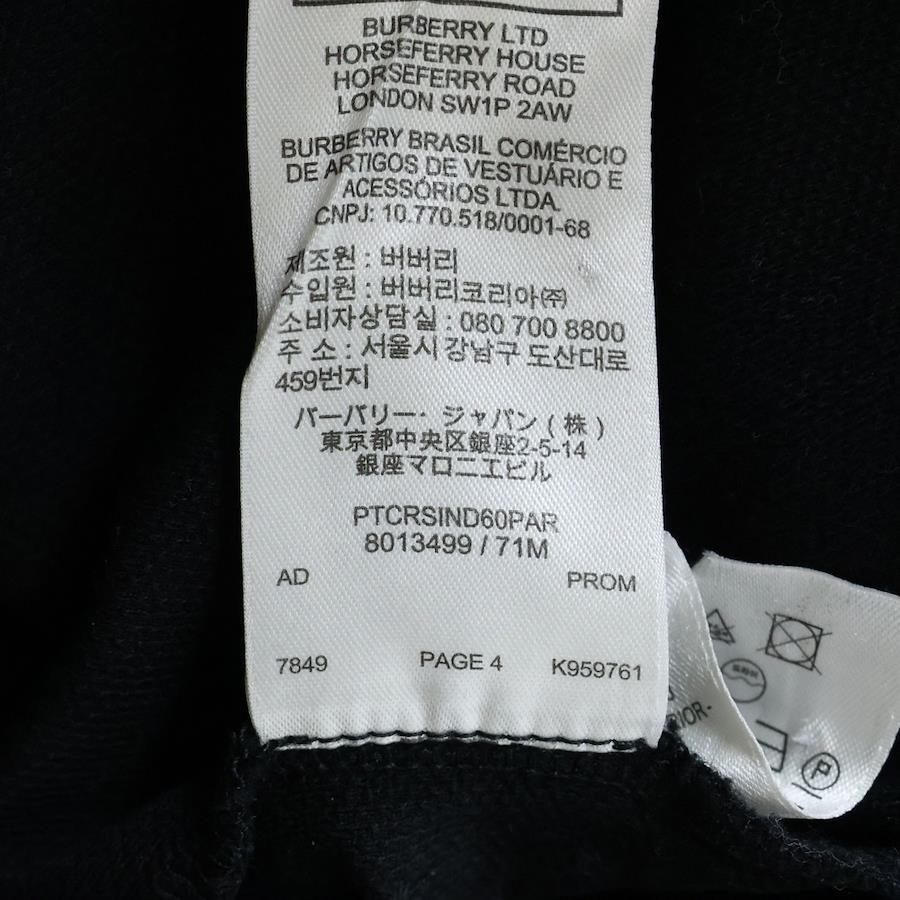 BURBERRY LTD
HORSEFERRY HOUSE
HORSEFERRY ROAD
LONDON SW1P 2AW
BURBERRY BRASIL COMÉRCIO
DE ARTIGOS DE VESTUÁRIO E
ACESSÓRIOS LTDA.
CNPJ: 10.770.518/0001-68
제조원 : 버버리
수입원 : 버버리코리아㈜
소비자상담실 : 080 700 8800
주 소 : 서울시 강남구 도산대로
459번지
バーバリー・ジャパン (株)
東京都中央区銀座2-5-14
銀座マロニエビル
PTCRSIND60PAR
8013499 / 71M
AD PROM
7849 PAGE 4 K959761
P